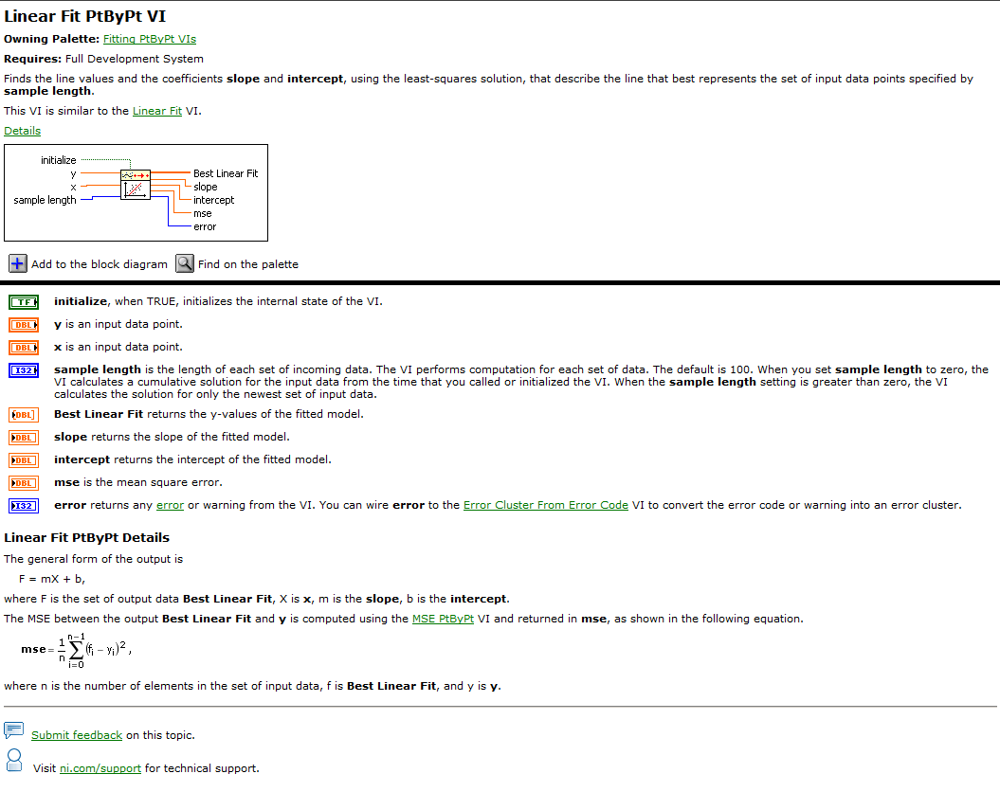 Linear Fit PtByPt VI
Owning Palette: Fitting PtByPt VIs
Requires: Full Development System
Finds the line values and the coefficients slope and intercept, using the least-squares solution, that describe the line that best represents the set of input data points specified by
sample length.
This VI is similar to the Linear Fit VI.
Details
initialize
y
x
sample length
Best Linear Fit
slope
intercept
mse
error
Add to the block diagram Find on the palette
TF initialize, when TRUE, initializes the internal state of the VI.
DBL y is an input data point.
DBL x is an input data point.
I32 sample length is the length of each set of incoming data. The VI performs computation for each set of data. The default is 100. When you set sample length to zero, the
VI calculates a cumulative solution for the input data from the time that you called or initialized the VI. When the sample length setting is greater than zero, the VI
calculates the solution for only the newest set of input data.
[DBL] Best Linear Fit returns the y-values of the fitted model.
DBL slope returns the slope of the fitted model.
DBL intercept returns the intercept of the fitted model.
DBL mse is the mean square error.
I32 error returns any error or warning from the VI. You can wire error to the Error Cluster From Error Code VI to convert the error code or warning into an error cluster.
Linear Fit PtByPt Details
The general form of the output is
F = mX + b,
where F is the set of output data Best Linear Fit, X is x, m is the slope, b is the intercept.
The MSE between the output Best Linear Fit and y is computed using the MSE PtByPt VI and returned in mse, as shown in the following equation.
mse = 1/n ∑ i=0 n−1 (fi − yi)²,
where n is the number of elements in the set of input data, f is Best Linear Fit, and y is y.
Submit feedback on this topic.
Visit ni.com/support for technical support.